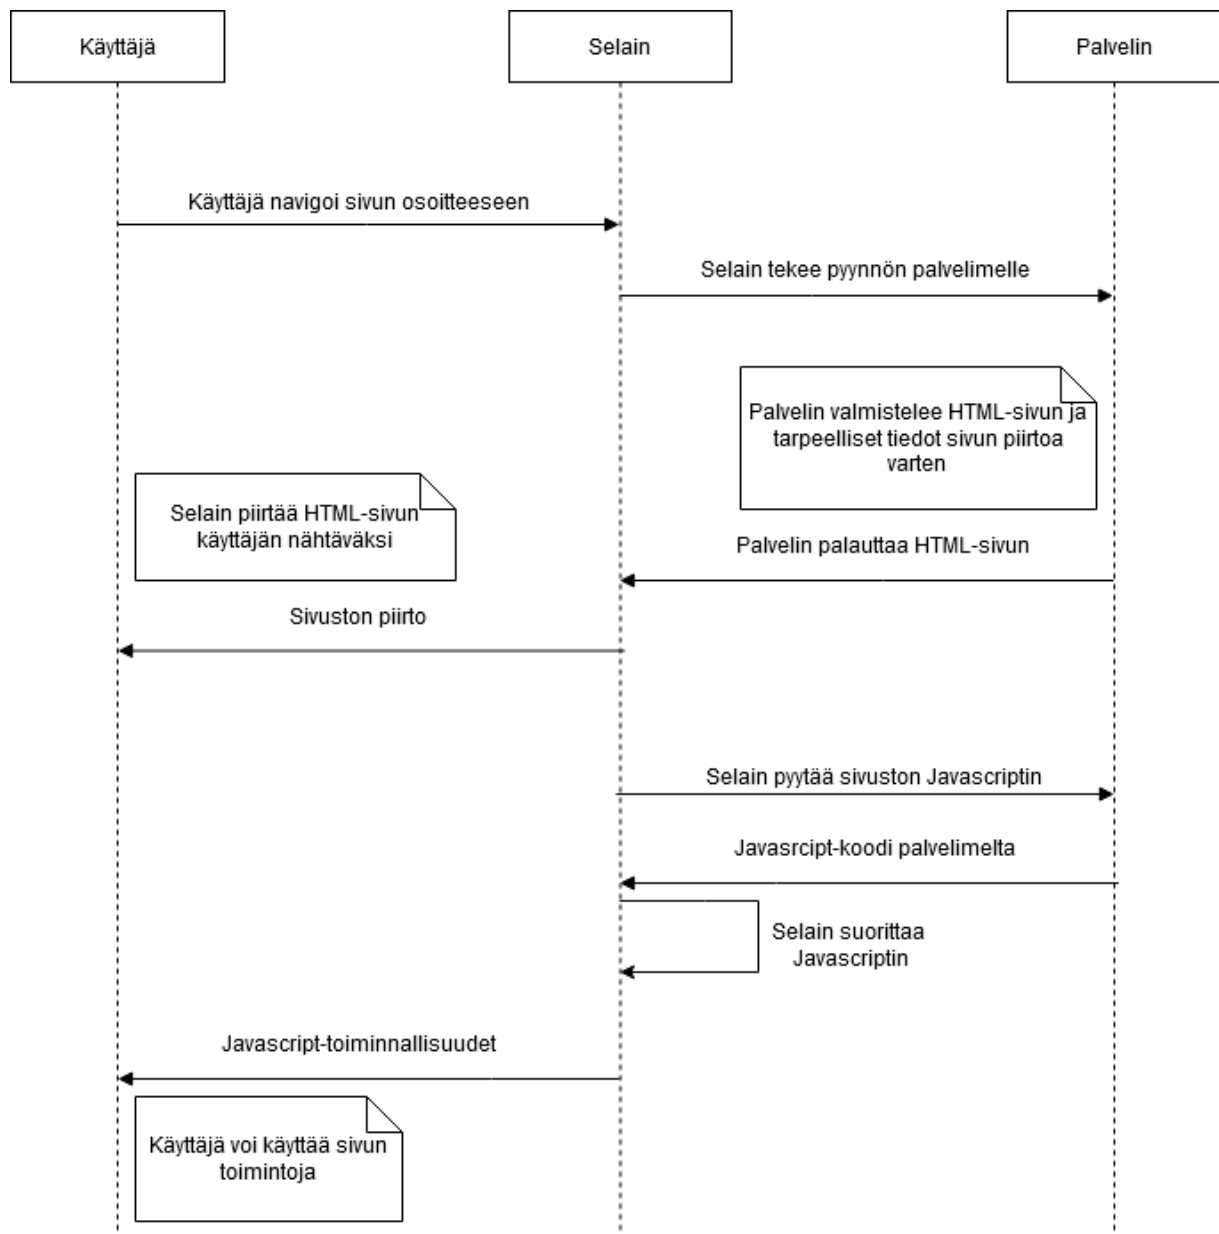 Käyttäjä
Selain
Palvelin
Käyttäjä navigoi sivun osoitteeseen
Selain tekee pyynnön palvelimelle
Palvelin valmistelee HTML-sivun ja
tarpeelliset tiedot sivun piirtoa
varten
Selain piirtää HTML-sivun
käyttäjän nähtäväksi
Palvelin palauttaa HTML-sivun
Sivuston piirto
Selain pyytää sivuston Javascriptin
Javasrcipt-koodi palvelimelta
Selain suorittaa
Javascriptin
Javascript-toiminnallisuudet
Käyttäjä voi käyttää sivun
toimintoja